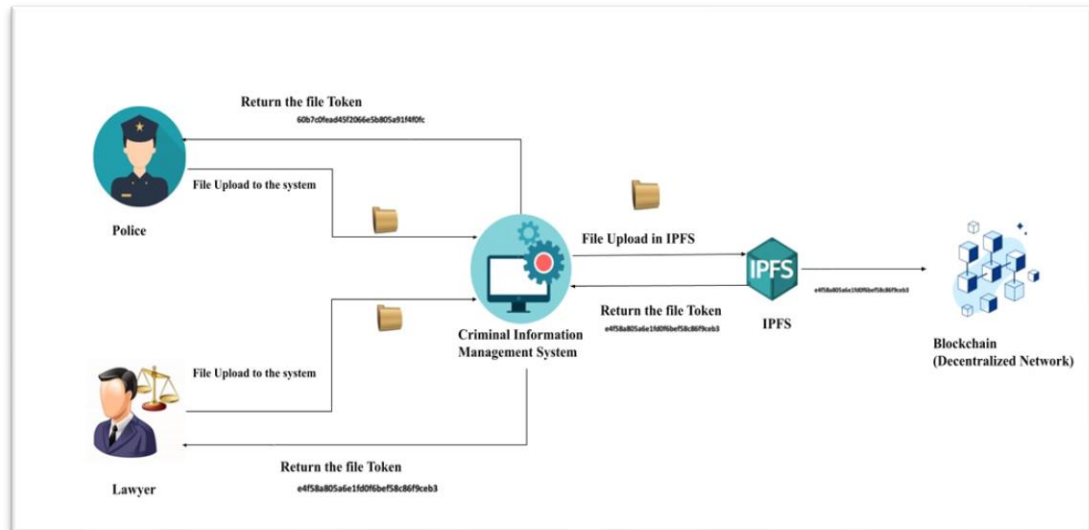 Return the file Token
60b7c0fead45f2066e5b805a91f4f0fc
File Upload to the system
Police
File Upload in IPFS
IPFS
Return the file Token
e4f58a805a6e1fd0f6bef58c86f9ceb3
e4f58a805a6e1fd0f6bef58c86f9ceb3
IPFS
Criminal Information
Management System
Blockchain
(Decentralized Network)
File Upload to the system
Lawyer
Return the file Token
e4f58a805a6e1fd0f6bef58c86f9ceb3